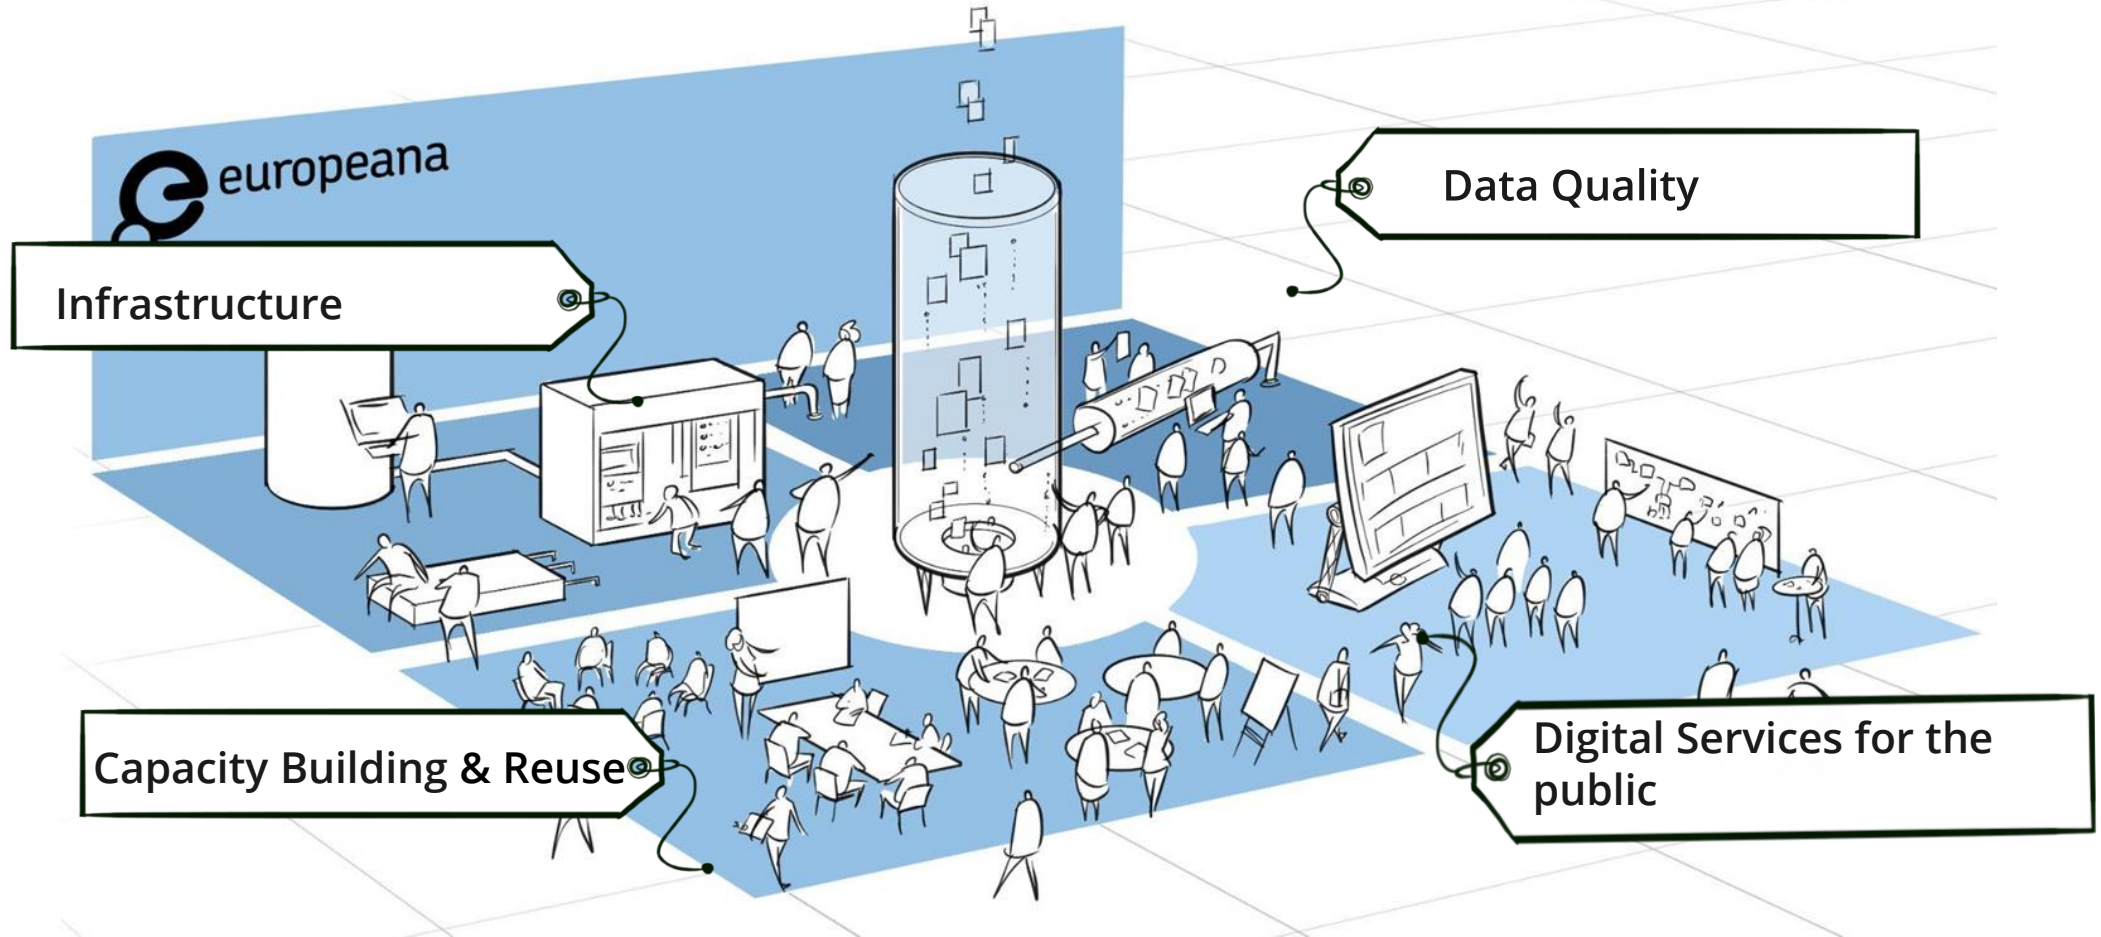 europeana
Data Quality
Infrastructure
Capacity Building & Reuse
Digital Services for the
public